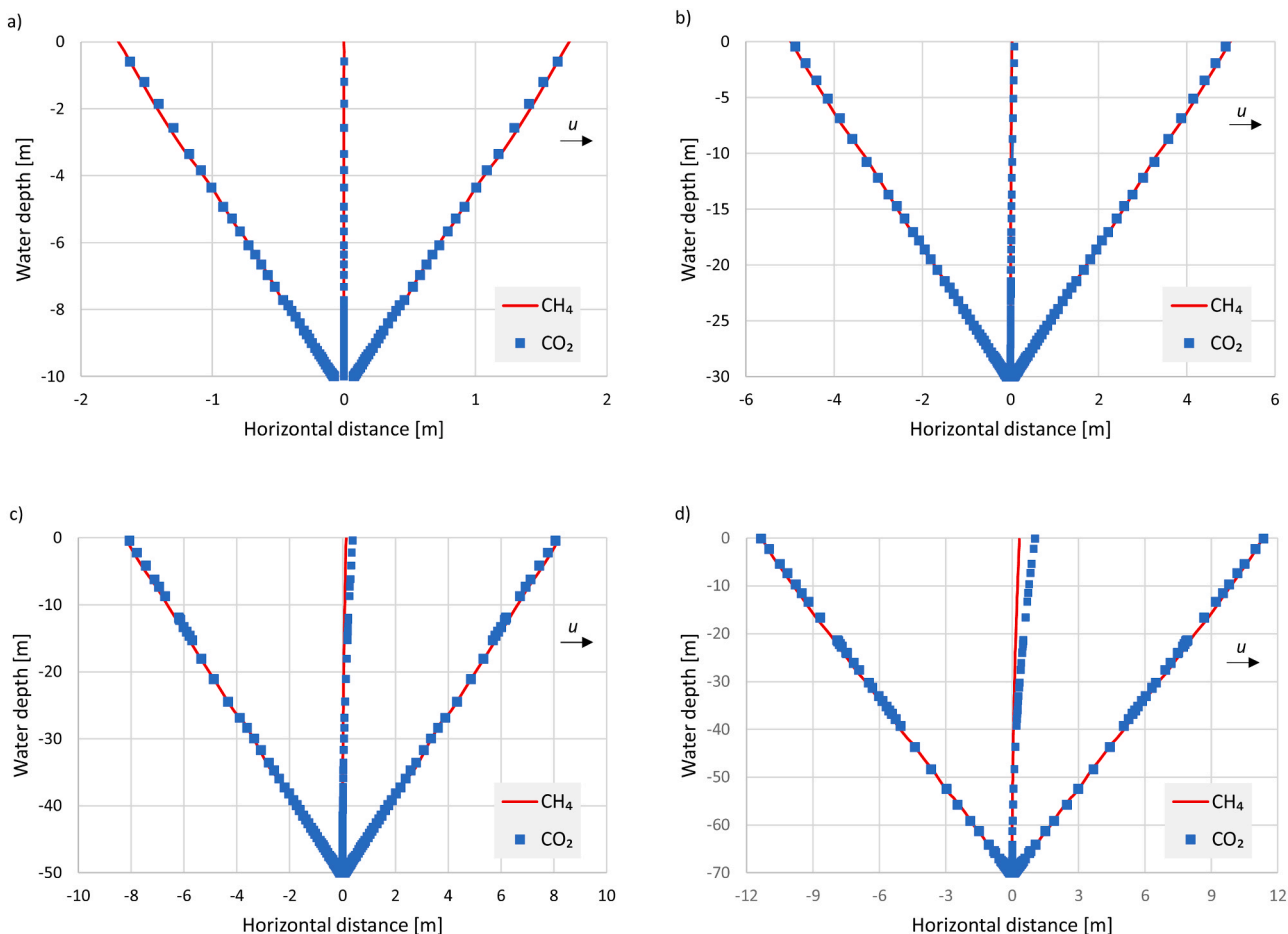 a)
0
-2
-4
-6
-8
-10
Water depth [m]
-2 -1 0 1 2
Horizontal distance [m]
u
CH₄
CO₂
b)
0
-5
-10
-15
-20
-25
-30
Water depth [m]
-6 -4 -2 0 2 4 6
Horizontal distance [m]
u
CH₄
CO₂
c)
0
-10
-20
-30
-40
-50
Water depth [m]
-10 -8 -6 -4 -2 0 2 4 6 8 10
Horizontal distance [m]
u
CH₄
CO₂
d)
0
-10
-20
-30
-40
-50
-60
-70
Water depth [m]
-12 -9 -6 -3 0 3 6 9 12
Horizontal distance [m]
u
CH₄
CO₂